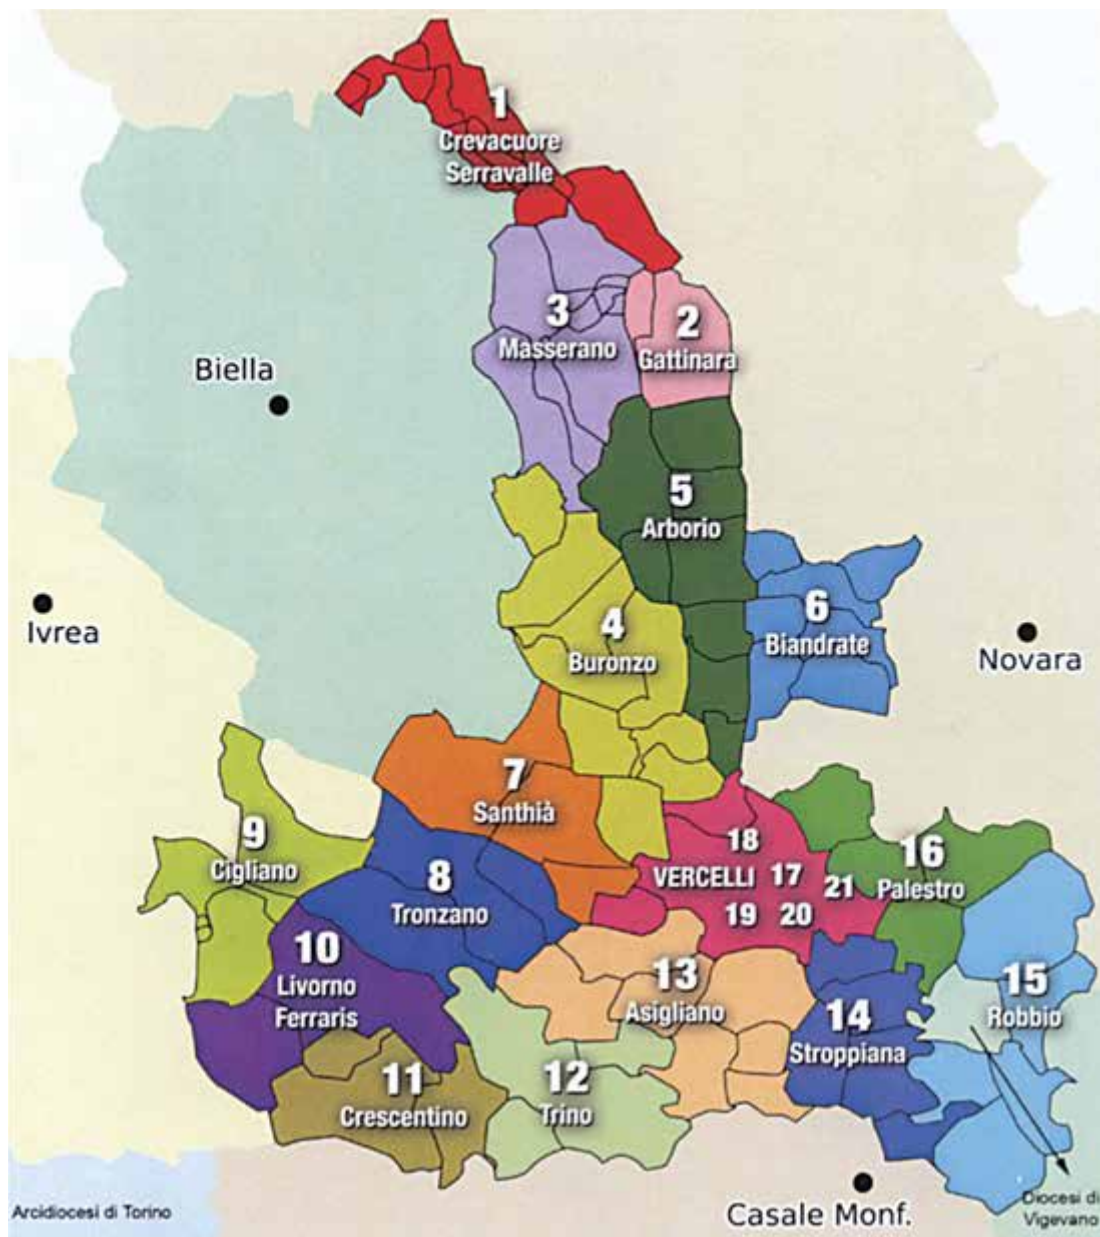 1
Crevacuore
Serravalle
3
Masserano
2
Gattinara
Biella
5
Arborio
Ivrea
4
Buronzo
6
Biandrate
Novara
7
Santhià
18
VERCELLI 17
21
19
20
9
Cigliano
8
Tronzano
16
Palestro
10
Livorno
Ferraris
13
Asigliano
14
Stroppiana
15
Robbio
11
Crescentino
12
Trino
Arcidiocesi di Torino
Casale Monf.
Diocesi di
Vigevano